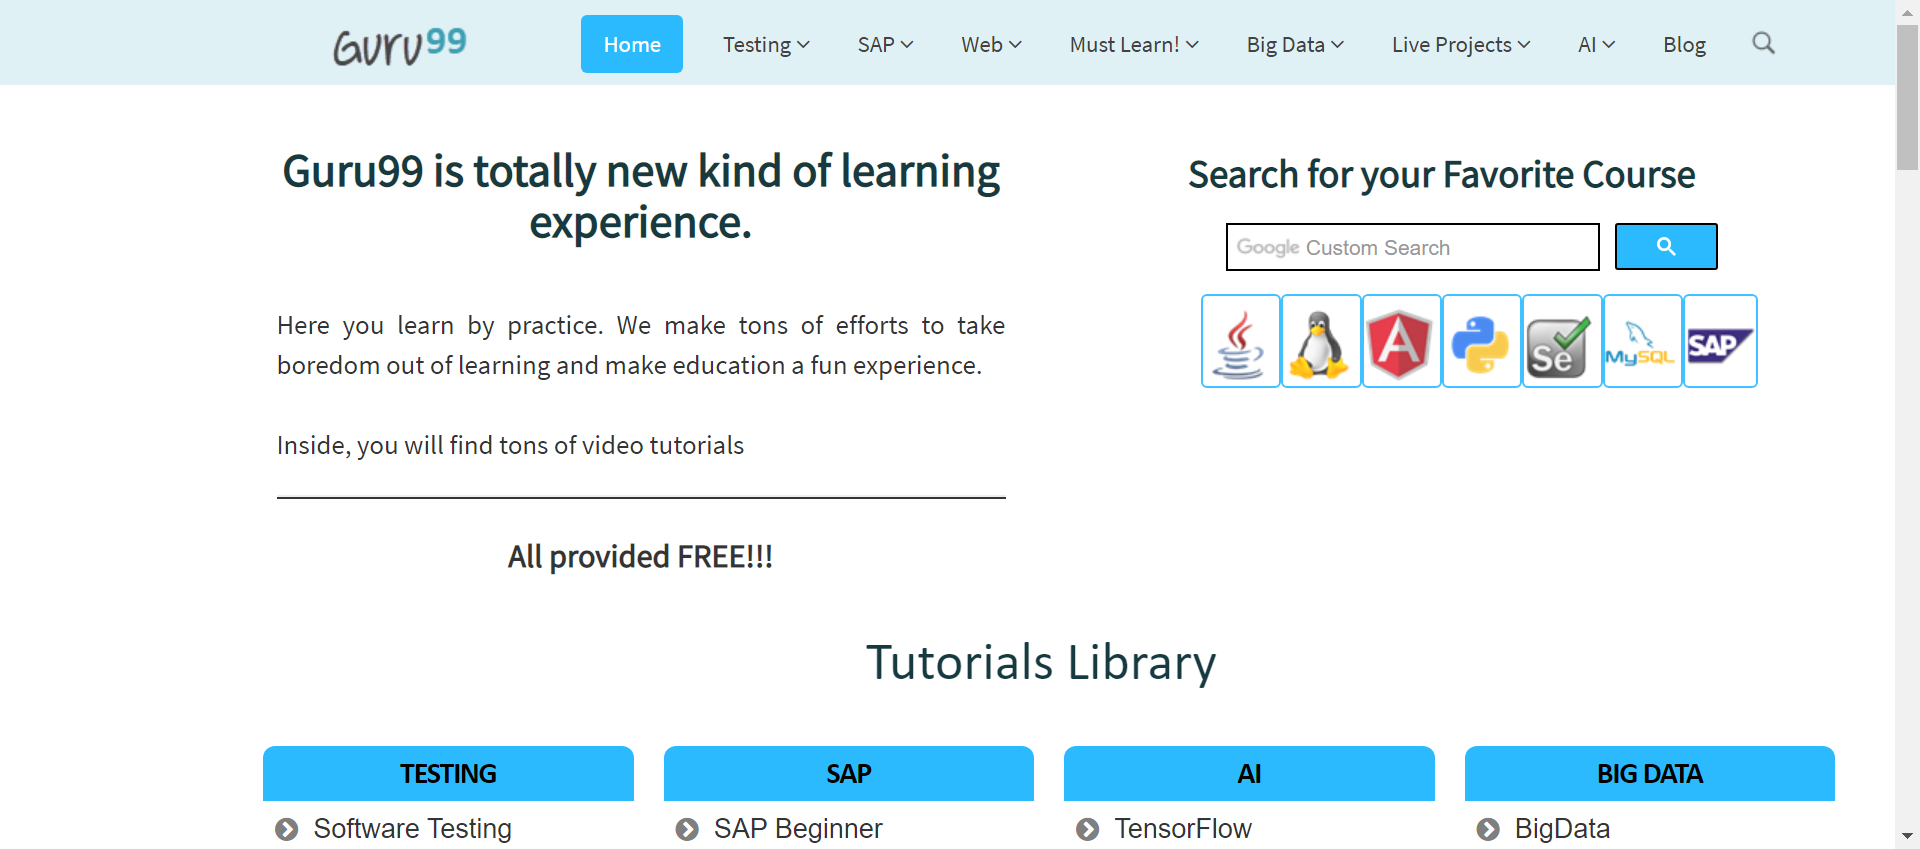 Guru99 Home Testing SAP Web Must Learn! Big Data Live Projects AI Blog
Guru99 is totally new kind of learning
experience.
Here you learn by practice. We make tons of efforts to take
boredom out of learning and make education a fun experience.
Inside, you will find tons of video tutorials
All provided FREE!!!
Search for your Favorite Course
Google Custom Search
Se MySQL SAP
Tutorials Library
TESTING SAP AI BIG DATA
Software Testing SAP Beginner TensorFlow BigData